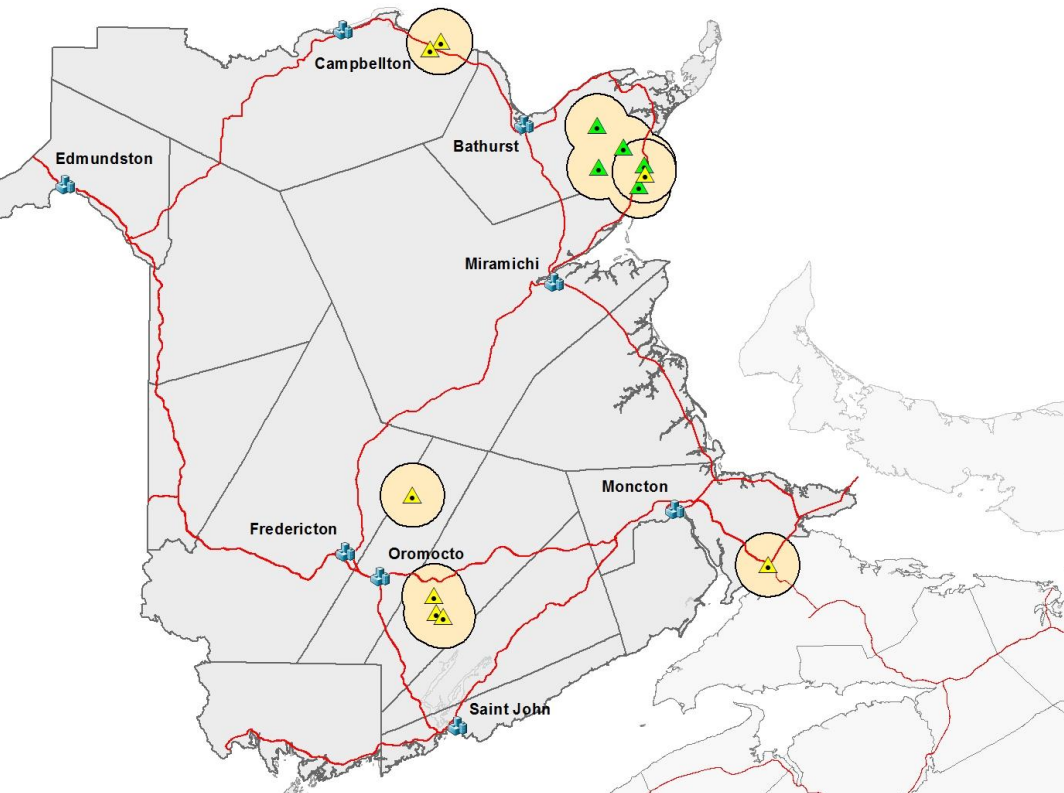 Campbellton
Bathurst
Edmundston
Miramichi
Moncton
Fredericton
Oromocto
Saint John